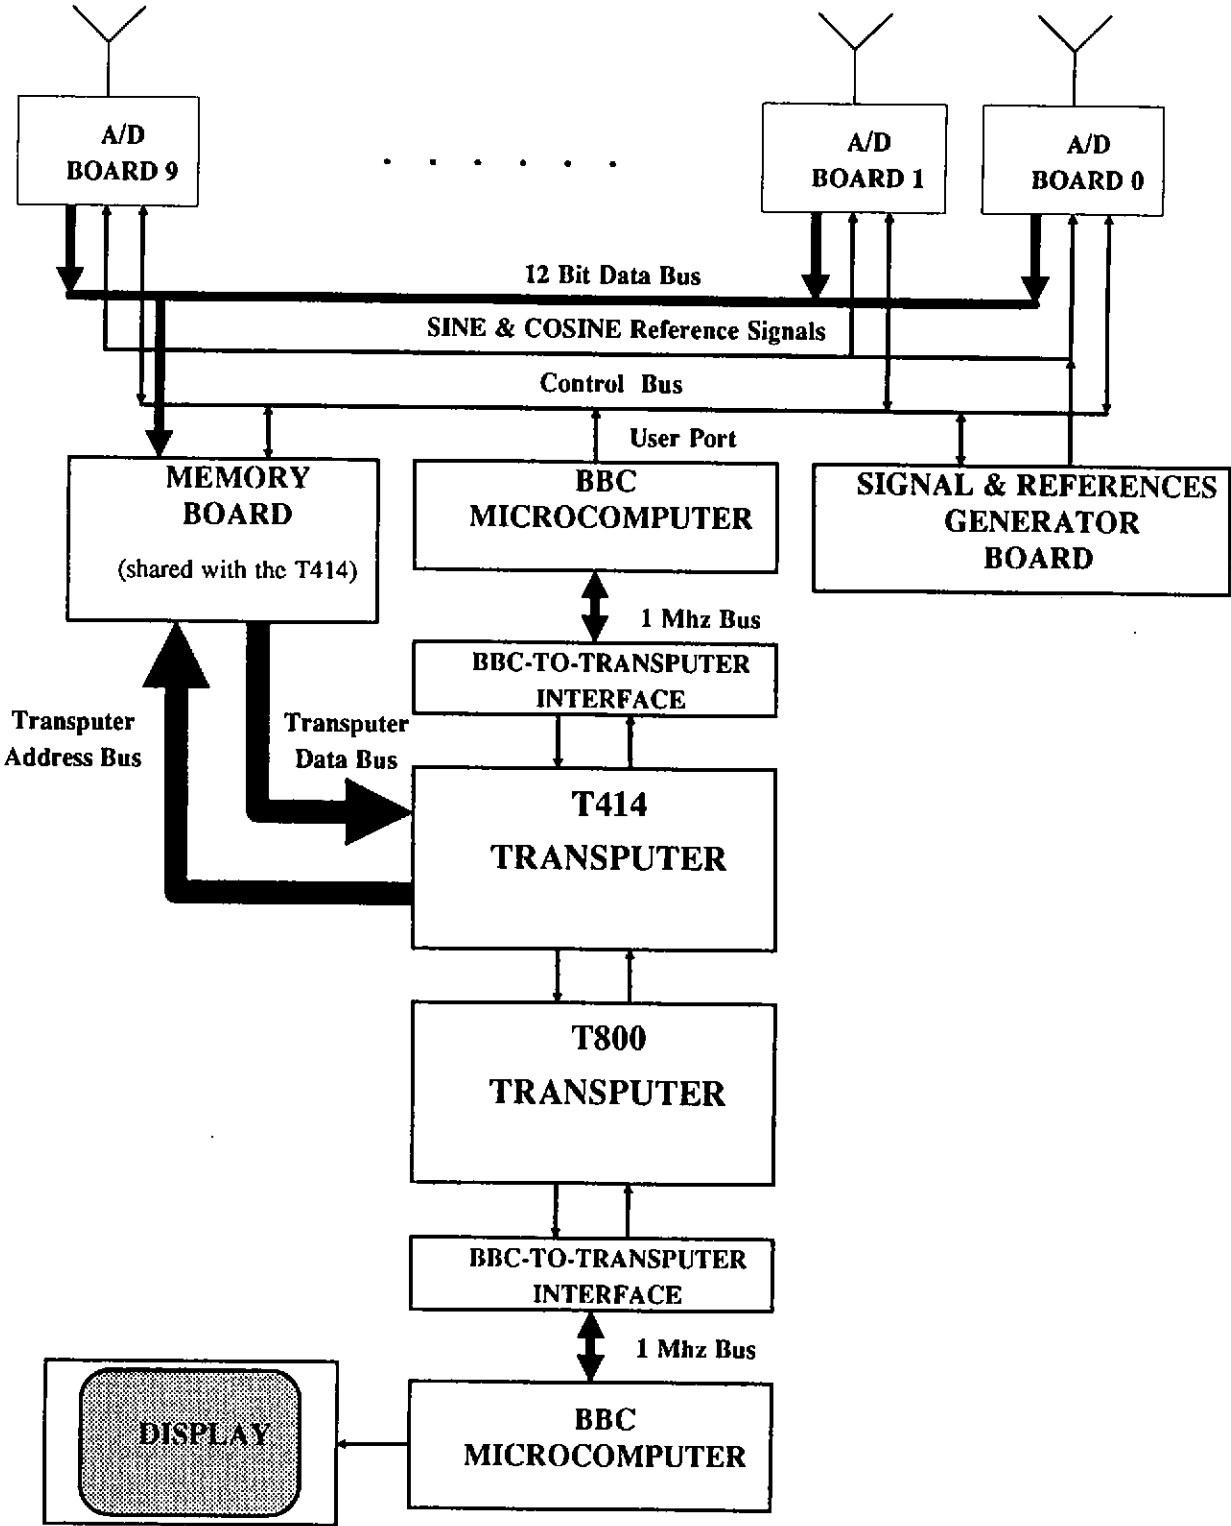 A/D
BOARD 9
A/D
BOARD 1
A/D
BOARD 0
12 Bit Data Bus
SINE & COSINE Reference Signals
Control Bus
User Port
MEMORY
BOARD
(shared with the T414)
BBC
MICROCOMPUTER
SIGNAL & REFERENCES
GENERATOR
BOARD
1 Mhz Bus
BBC-TO-TRANSPUTER
INTERFACE
Transputer
Address Bus
Transputer
Data Bus
T414
TRANSPUTER
T800
TRANSPUTER
BBC-TO-TRANSPUTER
INTERFACE
1 Mhz Bus
DISPLAY
BBC
MICROCOMPUTER